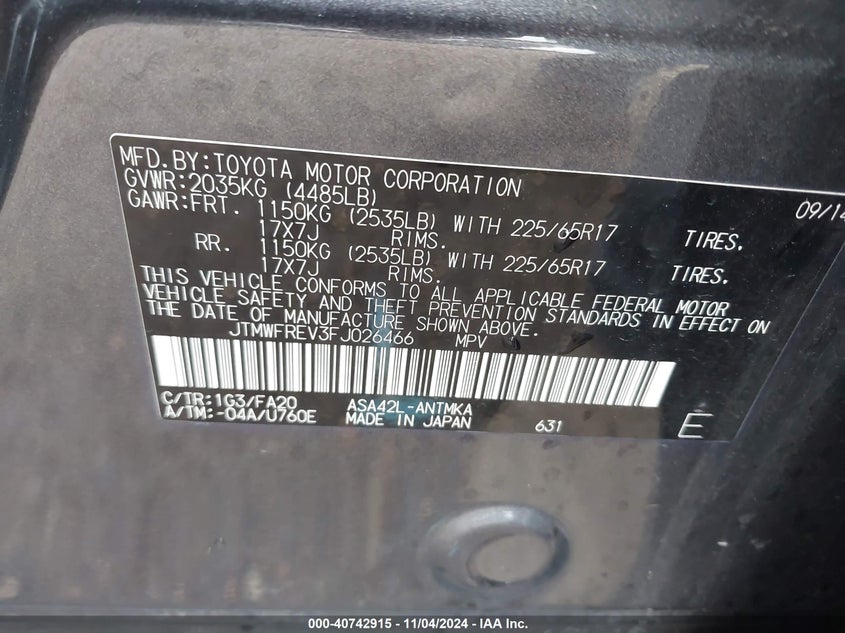 MFD.BY:TOYOTA MOTOR CORPORATION
GVWR:2035KG (4485LB) 09/14
GAWR:FRT. 1150KG (2535LB) WITH 225/65R17 TIRES.
17X7J RIMS.
RR. 1150KG (2535LB) WITH 225/65R17 TIRES.
17X7J RIMS.
THIS VEHICLE CONFORMS TO ALL APPLICABLE FEDERAL MOTOR
VEHICLE SAFETY AND THEFT PREVENTION STANDARDS IN EFFECT ON
THE DATE OF MANUFACTURE SHOWN ABOVE.
JTMWFREV3FJ026466 MPV
C/TR:1G3/FA20 ASA42L-ANTMKA
A/TM:-04A/U760E MADE IN JAPAN 631 E
000-40742915 - 11/04/2024 - IAA Inc.